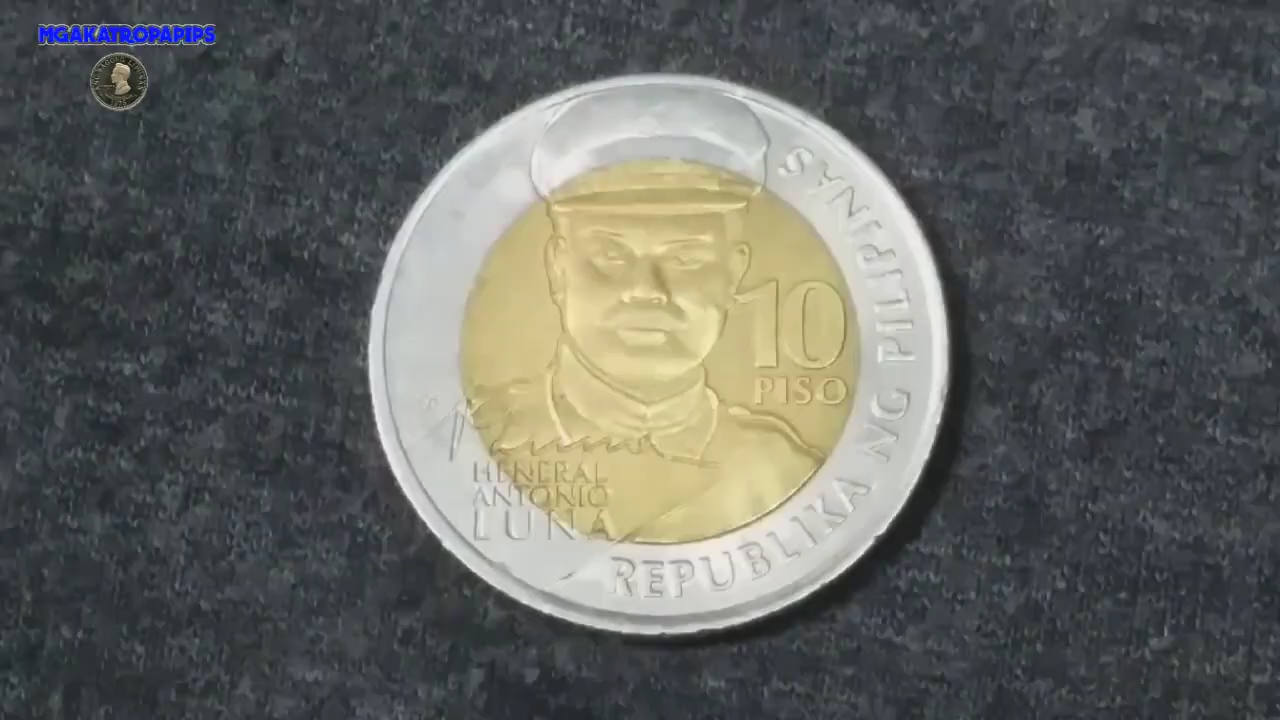 MGAKATROPAPIPS
10
PISO
HENERAL
ANTONIO
LUNA
REPUBLIKA NG PILIPINAS